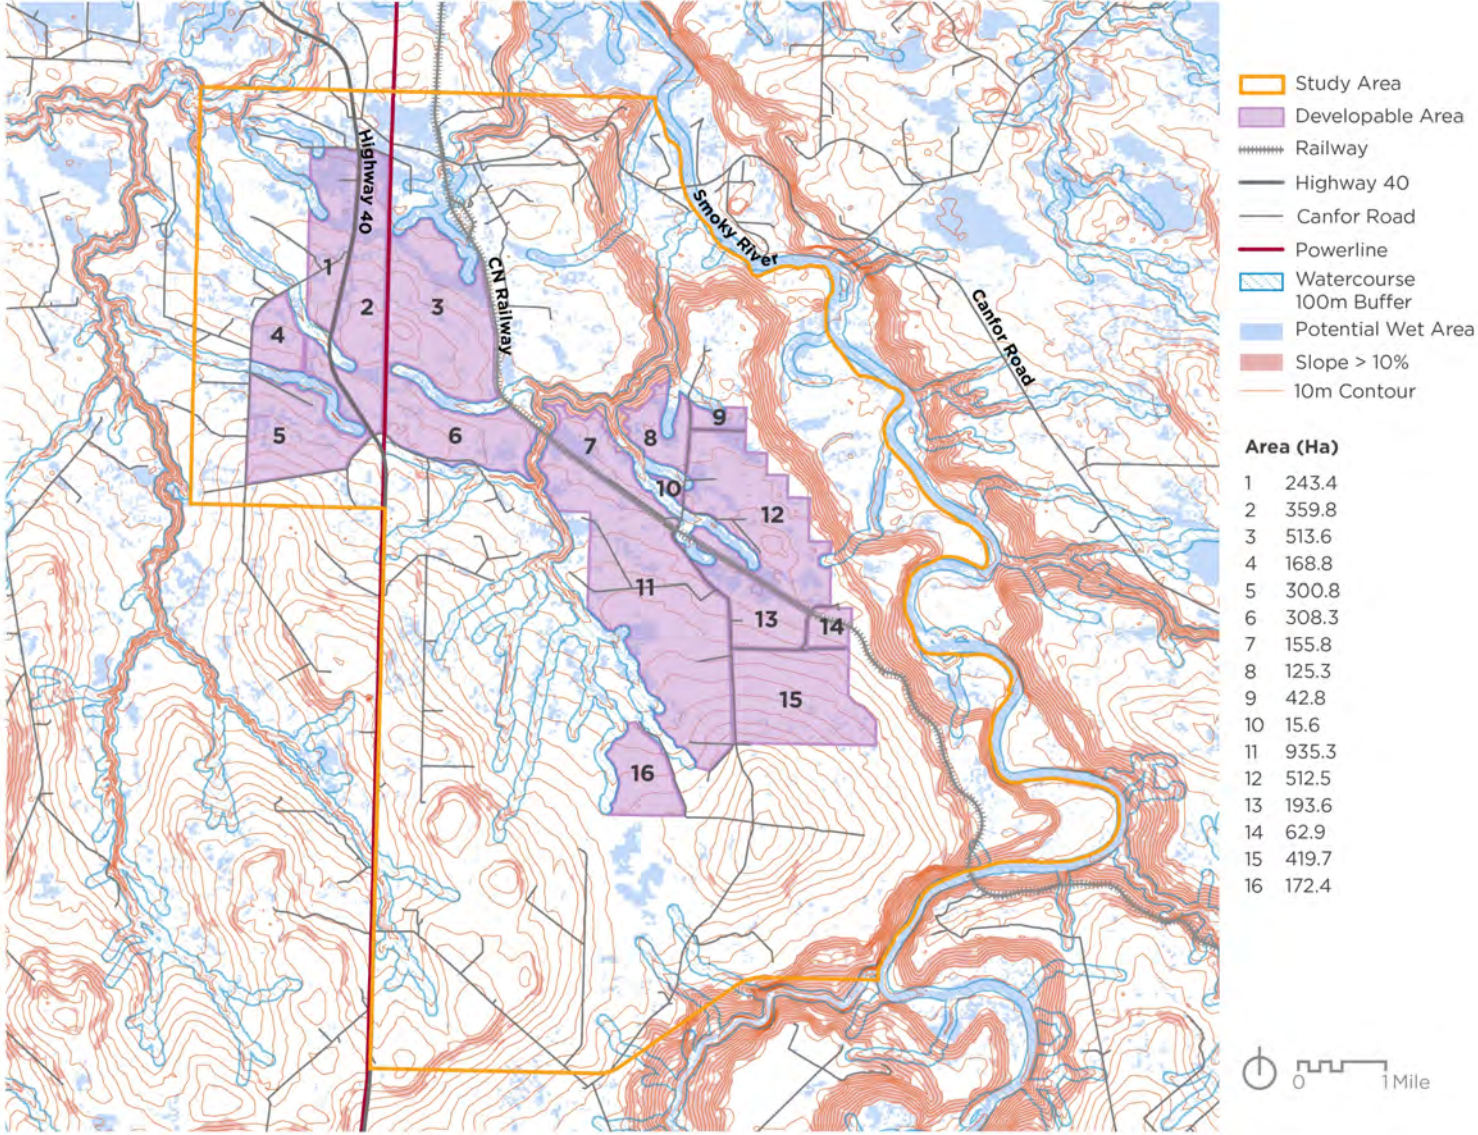 Highway 40
Smoky River
CN Railway
Canfor Road
1
2
3
4
5
6
7
8
9
10
11
12
13
14
15
16
Study Area
Developable Area
Railway
Highway 40
Canfor Road
Powerline
Watercourse
100m Buffer
Potential Wet Area
Slope > 10%
10m Contour
Area (Ha)
1 243.4
2 359.8
3 513.6
4 168.8
5 300.8
6 308.3
7 155.8
8 125.3
9 42.8
10 15.6
11 935.3
12 512.5
13 193.6
14 62.9
15 419.7
16 172.4
0 1 Mile